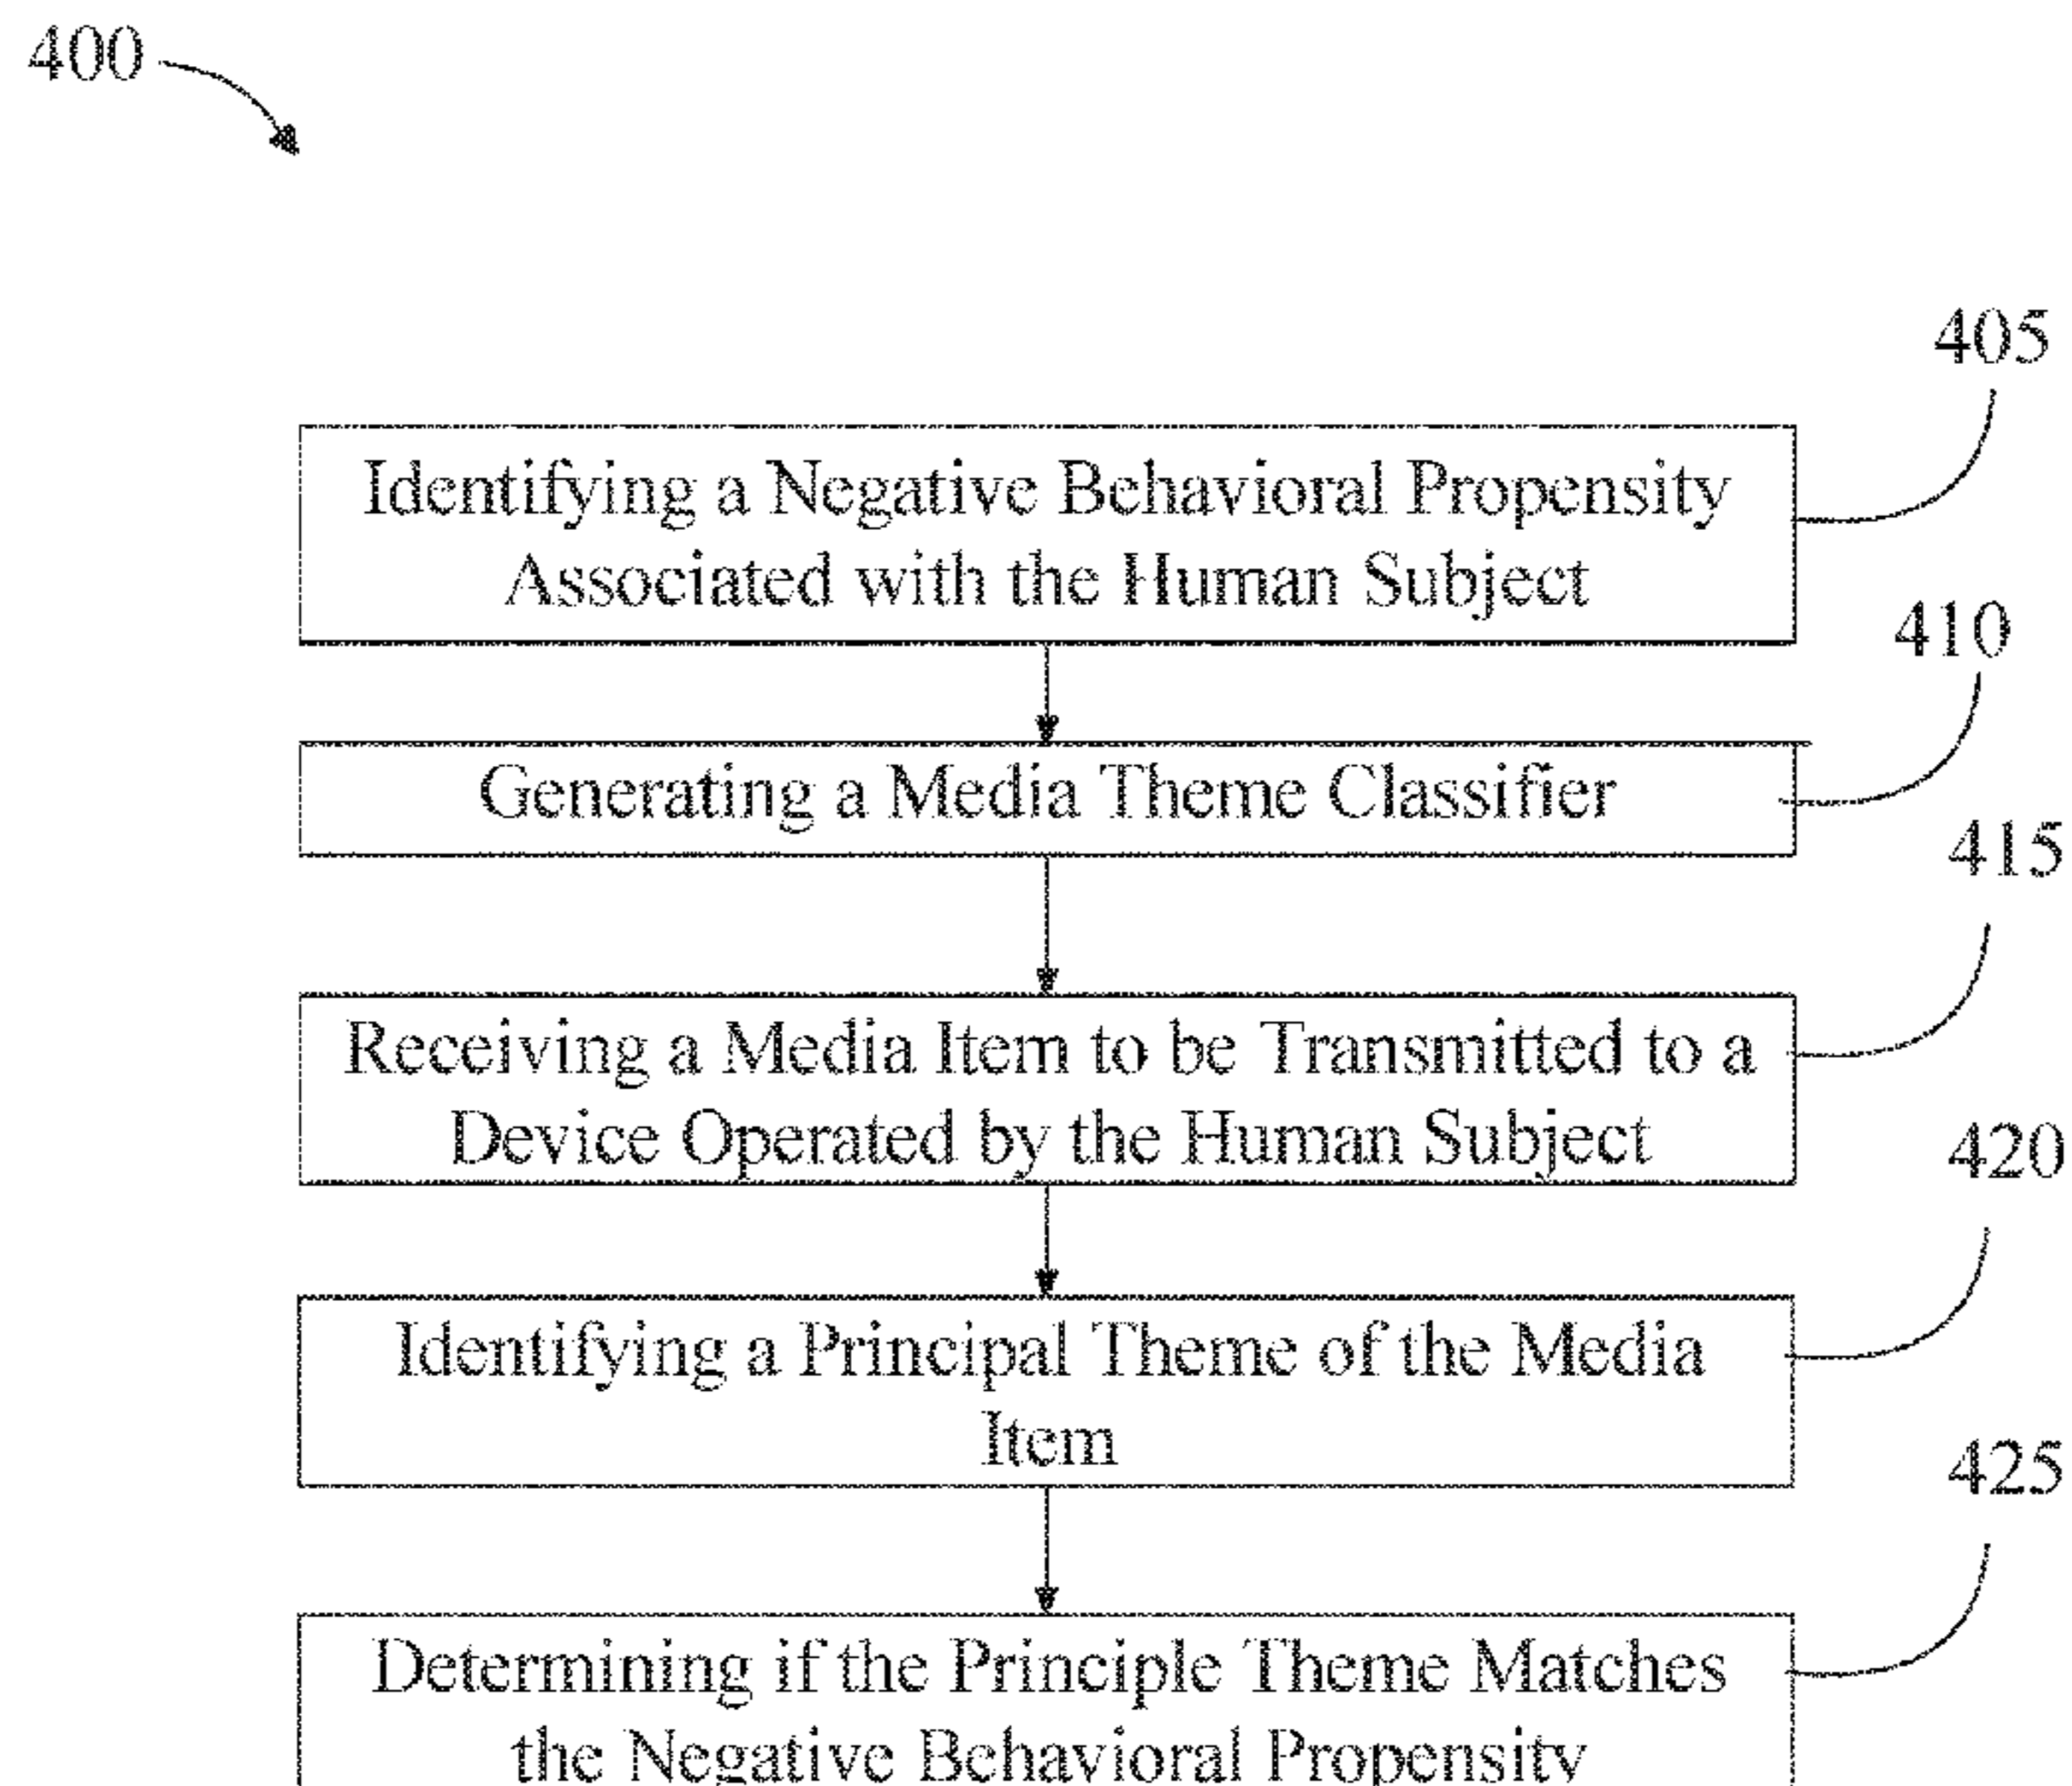 400
405
Identifying a Negative Behavioral Propensity
Associated with the Human Subject
410
Generating a Media Theme Classifier
415
Receiving a Media Item to be Transmitted to a
Device Operated by the Human Subject
420
Identifying a Principal Theme of the Media
Item
425
Determining if the Principle Theme Matches
the Negative Behavioral Propensity